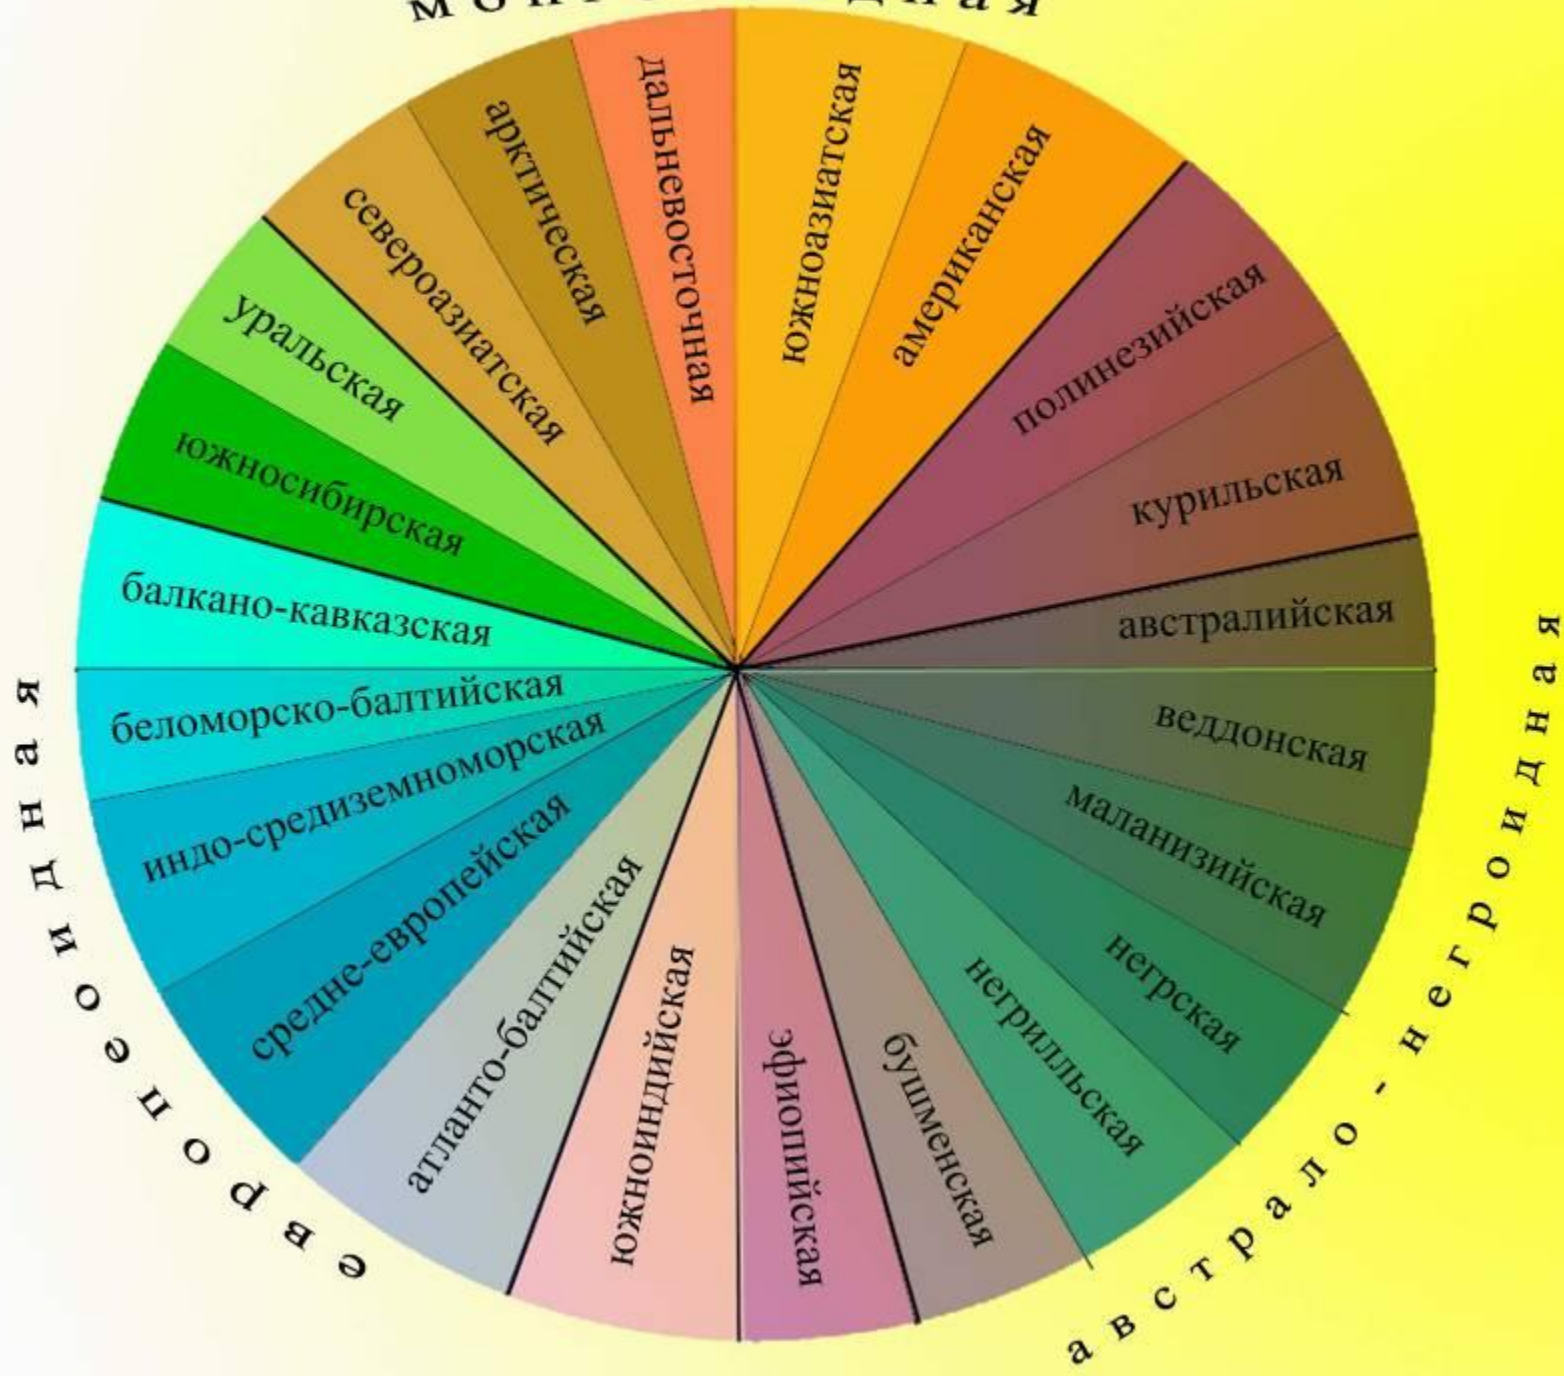 дальневосточная
южноазиатская
американская
полинезийская
курильская
австралийская
веддонская
маланизийская
негрская
негрилльская
бушменская
эфиопийская
южноиндийская
атланто-балтийская
средне-европейская
индо-средиземноморская
беломорско-балтийская
балкано-кавказская
южносибирская
уральская
североазиатская
арктическая
австрало-негроидная
европеоидная